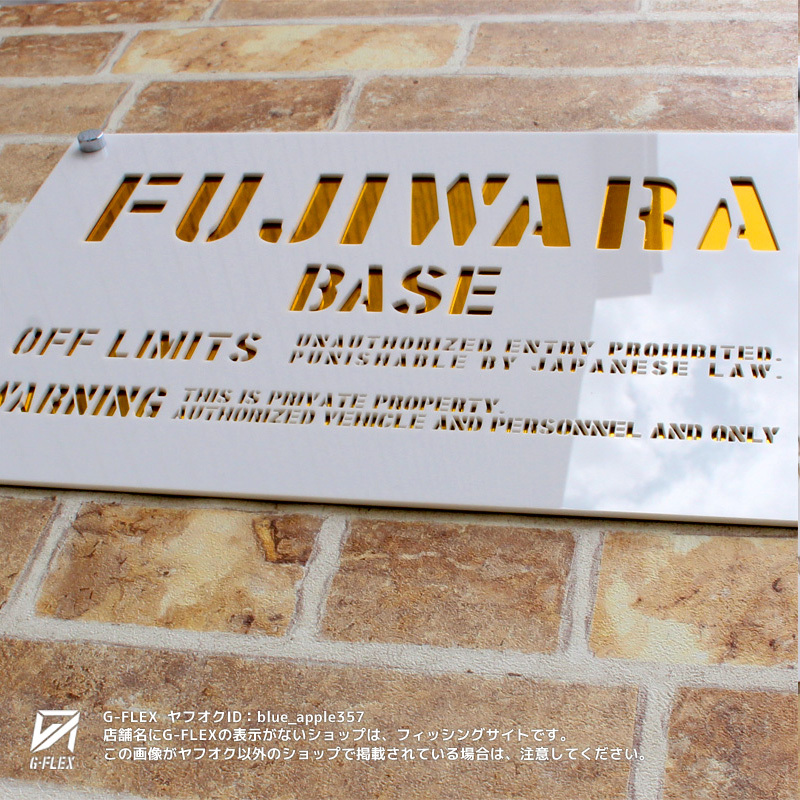 FUJIWARA
BASE
OFF LIMITS
UNAUTHORIZED ENTRY PROHIBITED.
PUNISHABLE BY JAPANESE LAW.
WARNING
THIS IS PRIVATE PROPERTY.
AUTHORIZED VEHICLE AND PERSONNEL AND ONLY
G-FLEX
G-FLEX ヤフオクID：blue_apple357
店舗名にG-FLEXの表示がないショップは、フィッシングサイトです。
この画像がヤフオク以外のショップで掲載されている場合は、注意してください。